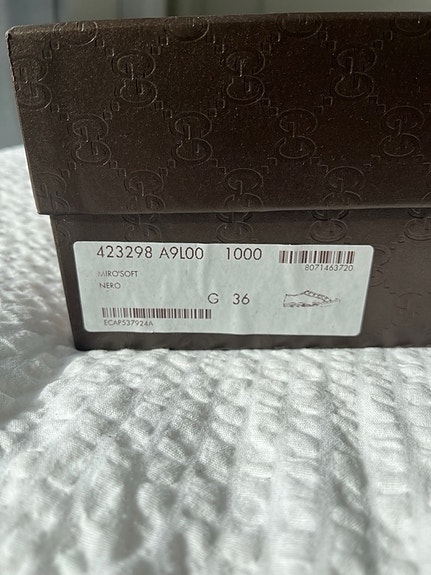 423298 A9L00 1000
8071463720
MIRO'SOFT
NERO
G 36
ECAP537924A